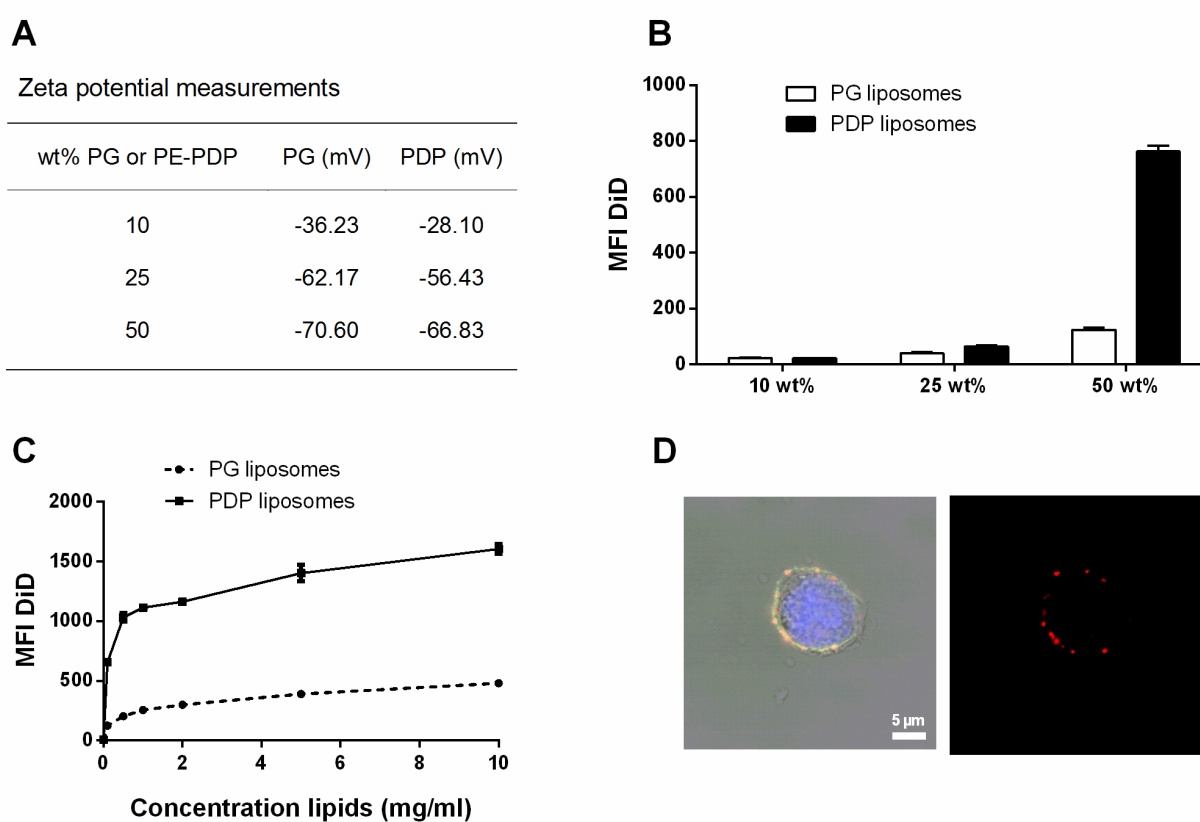 A
Zeta potential measurements
wt% PG or PE-PDP PG (mV) PDP (mV)
10 -36.23 -28.10
25 -62.17 -56.43
50 -70.60 -66.83
B
PG liposomes
PDP liposomes
MFI DiD
1000
800
600
400
200
0
10 wt% 25 wt% 50 wt%
C
PG liposomes
PDP liposomes
MFI DiD
2000
1500
1000
500
0
0 2 4 6 8 10
Concentration lipids (mg/ml)
D
5 µm